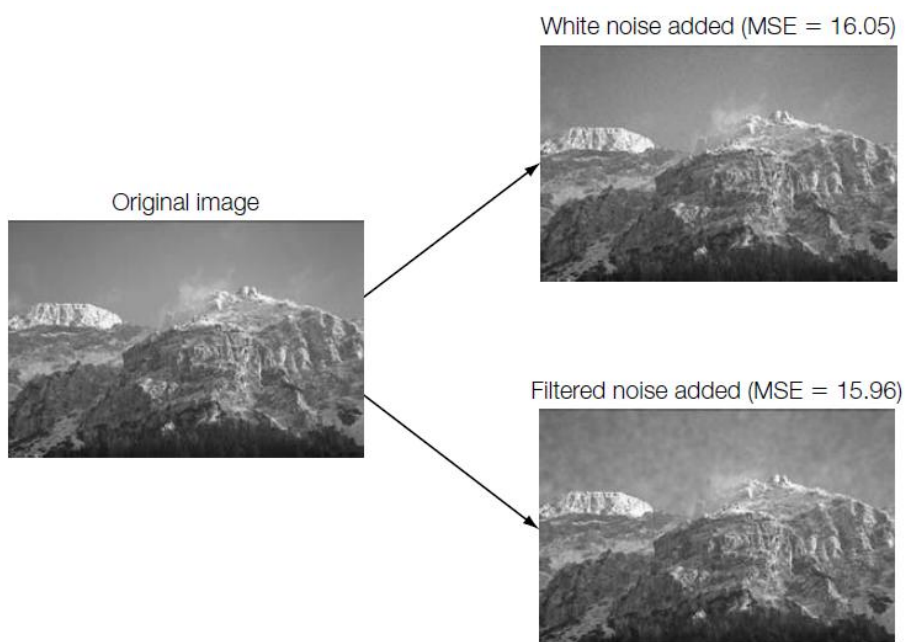 White noise added (MSE = 16.05)
Original image
Filtered noise added (MSE = 15.96)